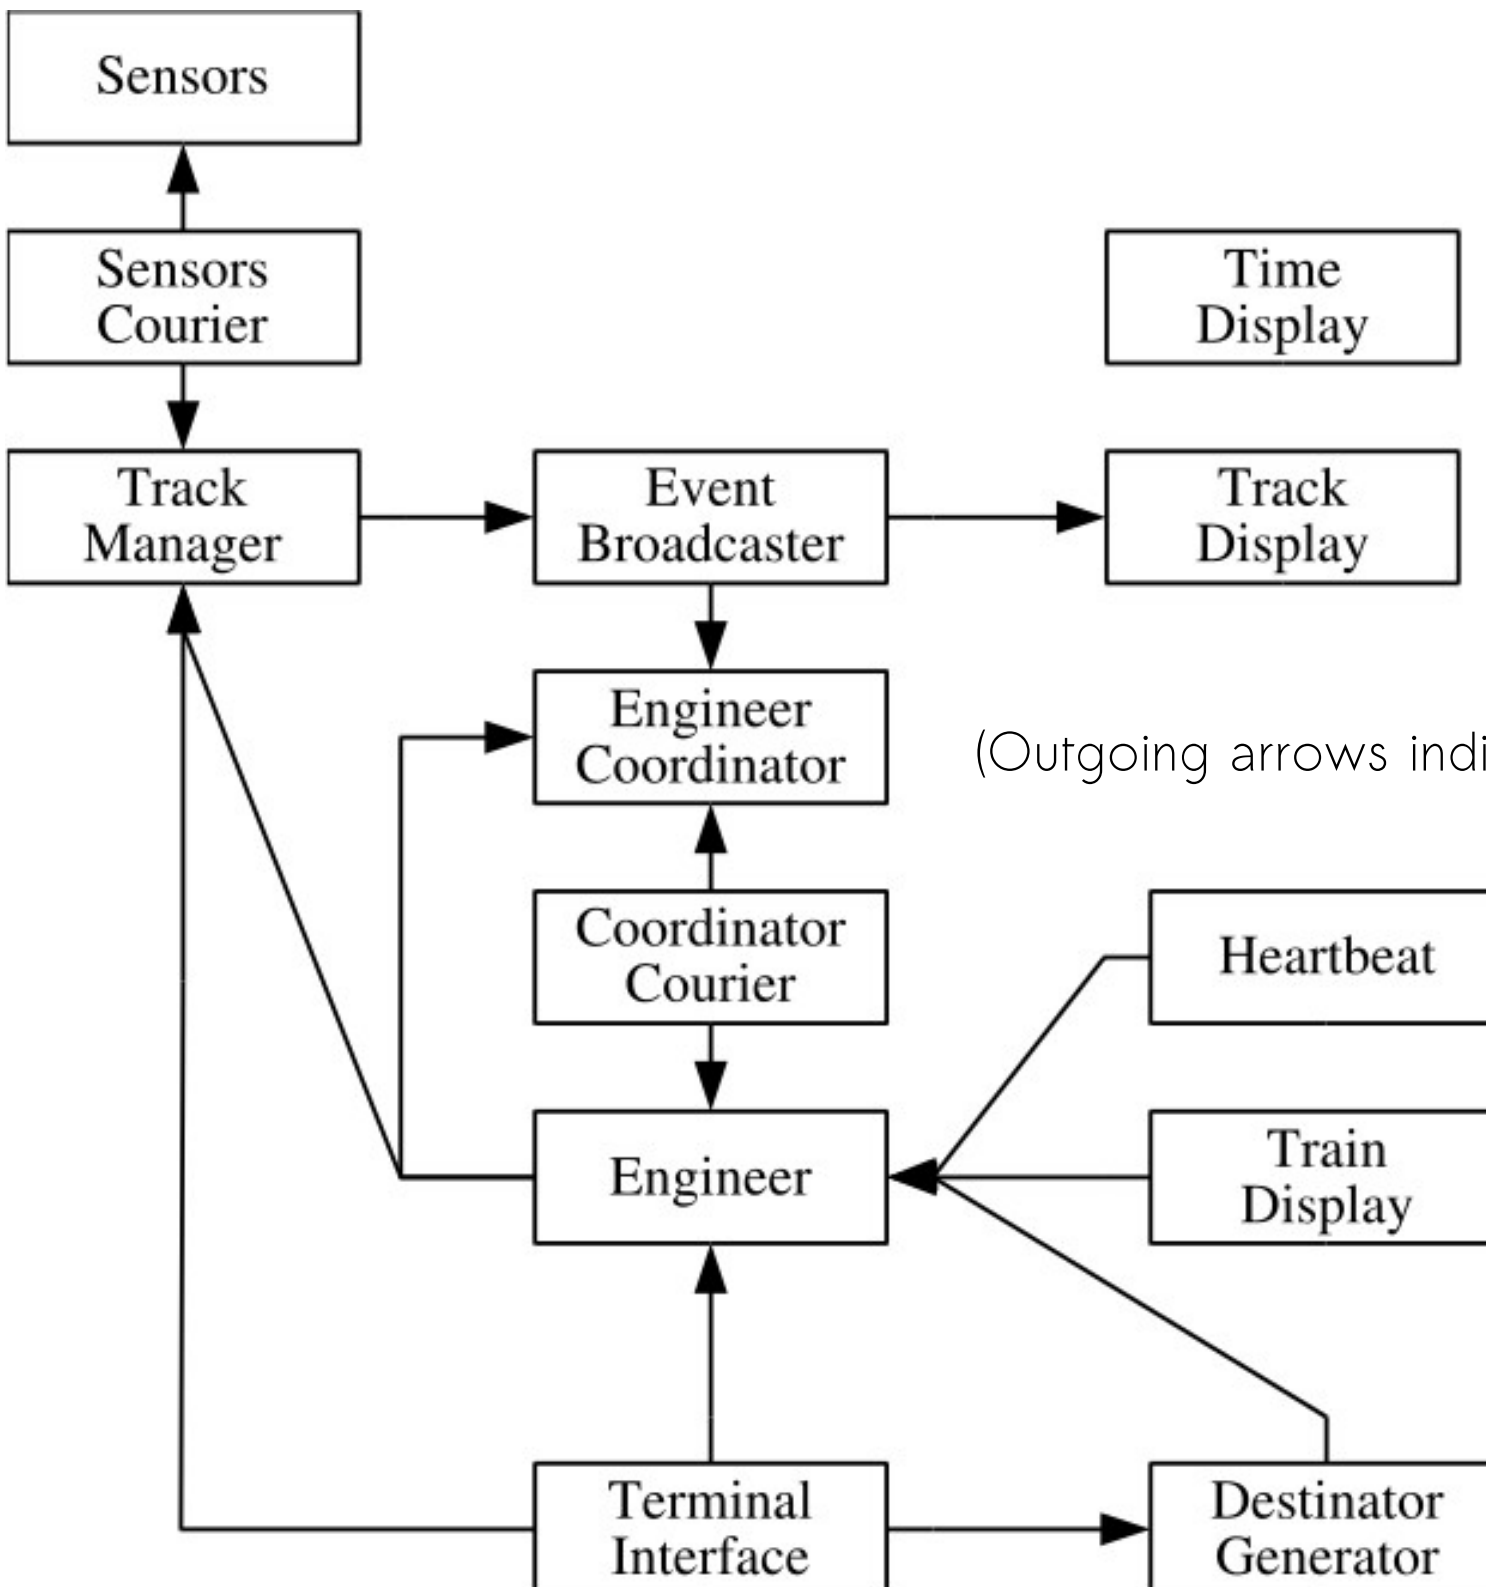 Sensors
Sensors
Courier
Time
Display
Track
Manager
Event
Broadcaster
Track
Display
Engineer
Coordinator
(Outgoing arrows indi
Coordinator
Courier
Heartbeat
Engineer
Train
Display
Terminal
Interface
Destinator
Generator